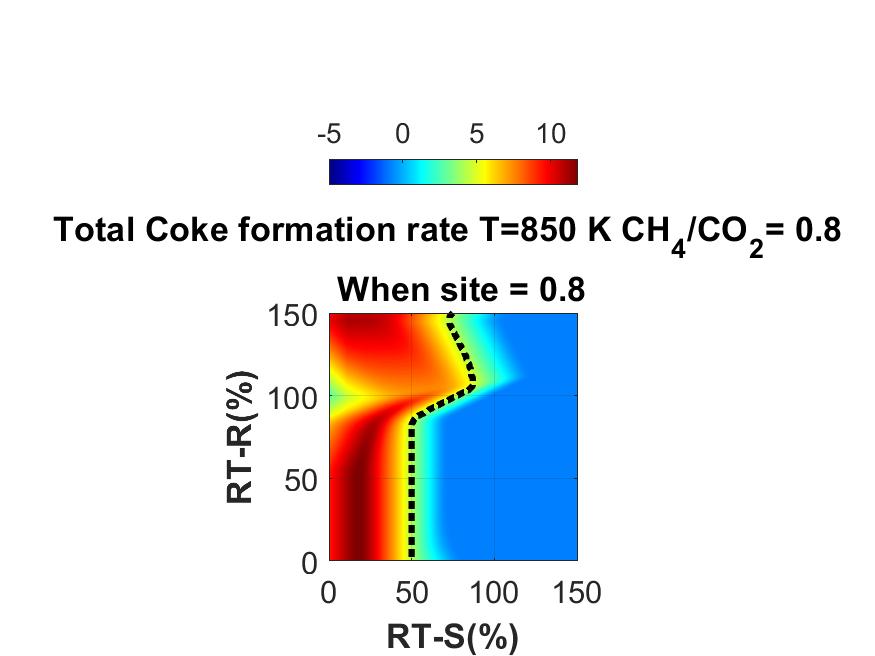 -5 0 5 10
Total Coke formation rate T=850 K CH4/CO2= 0.8
When site = 0.8
150
100
50
0
RT-R(%)
0 50 100 150
RT-S(%)